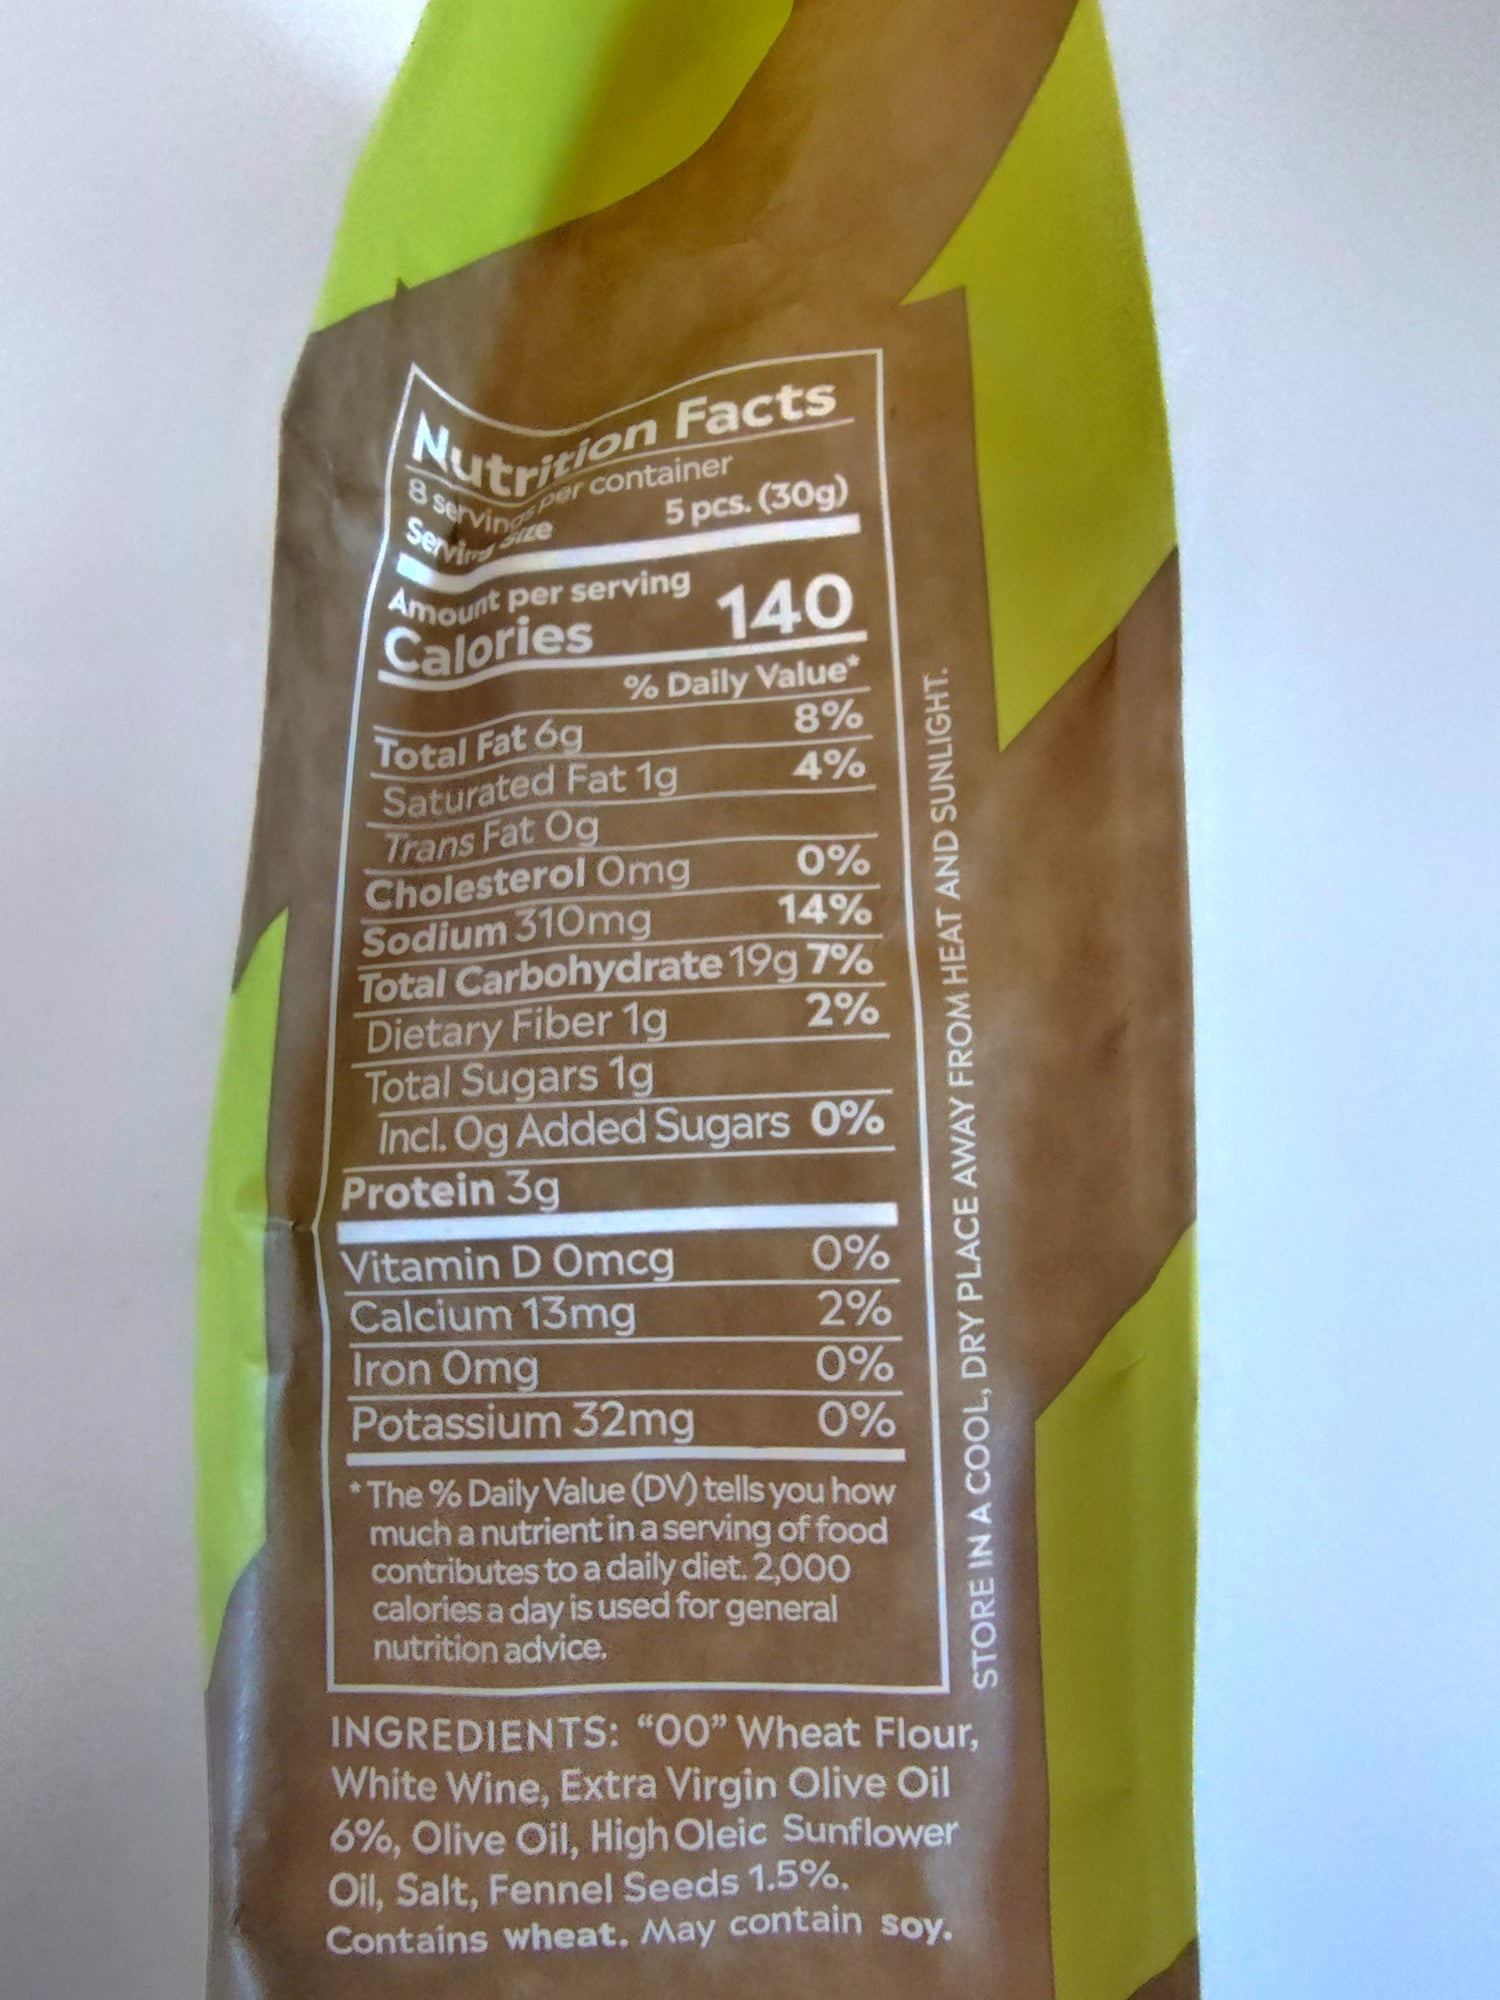 Nutrition Facts
8 servings per container
Serving size 5 pcs. (30g)
Amount per serving
Calories 140
% Daily Value*
Total Fat 6g 8%
Saturated Fat 1g 4%
Trans Fat 0g
Cholesterol 0mg 0%
Sodium 310mg 14%
Total Carbohydrate 19g 7%
Dietary Fiber 1g 2%
Total Sugars 1g
Incl. 0g Added Sugars 0%
Protein 3g
Vitamin D 0mcg 0%
Calcium 13mg 2%
Iron 0mg 0%
Potassium 32mg 0%
* The % Daily Value (DV) tells you how
much a nutrient in a serving of food
contributes to a daily diet. 2,000
calories a day is used for general
nutrition advice.
STORE IN A COOL, DRY PLACE AWAY FROM HEAT AND SUNLIGHT.
INGREDIENTS: “00” Wheat Flour,
White Wine, Extra Virgin Olive Oil
6%, Olive Oil, High Oleic Sunflower
Oil, Salt, Fennel Seeds 1.5%.
Contains wheat. May contain soy.